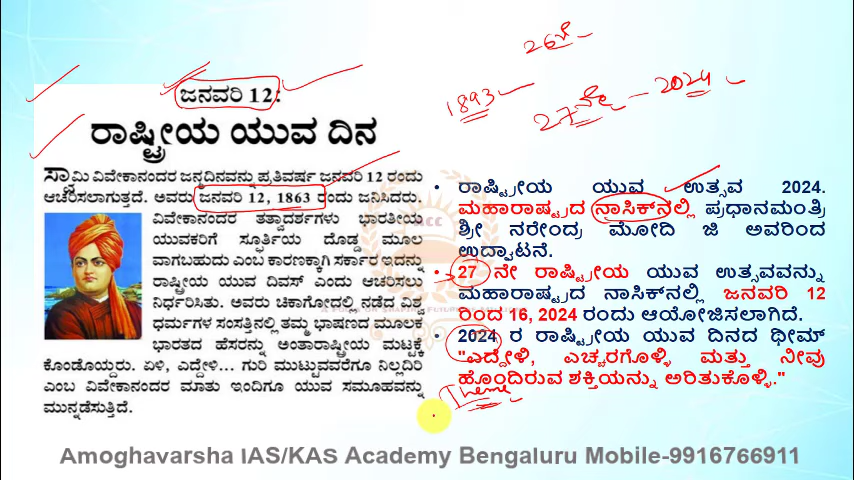 26ನೇ
1893
27ನೇ - 2024
ಜನವರಿ 12:
ರಾಷ್ಟ್ರೀಯ ಯುವ ದಿನ
ಸ್ವಾಮಿ ವಿವೇಕಾನಂದರ ಜನ್ಮದಿನವನ್ನು ಪ್ರತಿವರ್ಷ ಜನವರಿ 12 ರಂದು
ಆಚರಿಸಲಾಗುತ್ತದೆ. ಅವರು ಜನವರಿ 12, 1863 ರಂದು ಜನಿಸಿದರು.
ವಿವೇಕಾನಂದರ ತತ್ವಾದರ್ಶಗಳು ಭಾರತೀಯ
ಯುವಕರಿಗೆ ಸ್ಫೂರ್ತಿಯ ದೊಡ್ಡ ಮೂಲ
ವಾಗಬಹುದು ಎಂಬ ಕಾರಣಕ್ಕಾಗಿ ಸರ್ಕಾರ ಇದನ್ನು
ರಾಷ್ಟ್ರೀಯ ಯುವ ದಿವಸ್ ಎಂದು ಆಚರಿಸಲು
ನಿರ್ಧರಿಸಿತು. ಅವರು ಚಿಕಾಗೋದಲ್ಲಿ ನಡೆದ ವಿಶ್ವ
ಧರ್ಮಗಳ ಸಂಸತ್ತಿನಲ್ಲಿ ತಮ್ಮ ಭಾಷಣದ ಮೂಲಕ
ಭಾರತದ ಹೆಸರನ್ನು ಅಂತಾರಾಷ್ಟ್ರೀಯ ಮಟ್ಟಕ್ಕೆ
ಕೊಂಡೊಯ್ದರು. ಏಳಿ, ಎದ್ದೇಳಿ... ಗುರಿ ಮುಟ್ಟುವವರೆಗೂ ನಿಲ್ಲದಿರಿ
ಎಂಬ ವಿವೇಕಾನಂದರ ಮಾತು ಇಂದಿಗೂ ಯುವ ಸಮೂಹವನ್ನು
ಮುನ್ನಡೆಸುತ್ತಿದೆ.
• ರಾಷ್ಟ್ರೀಯ ಯುವ ಉತ್ಸವ 2024.
ಮಹಾರಾಷ್ಟ್ರದ ನಾಸಿಕ್‌ನಲ್ಲಿ ಪ್ರಧಾನಮಂತ್ರಿ
ಶ್ರೀ ನರೇಂದ್ರ ಮೋದಿ ಜಿ ಅವರಿಂದ
ಉದ್ಘಾಟನೆ.
• 27 ನೇ ರಾಷ್ಟ್ರೀಯ ಯುವ ಉತ್ಸವವನ್ನು
ಮಹಾರಾಷ್ಟ್ರದ ನಾಸಿಕ್‌ನಲ್ಲಿ ಜನವರಿ 12
ರಿಂದ 16, 2024 ರಂದು ಆಯೋಜಿಸಲಾಗಿದೆ.
• 2024 ರ ರಾಷ್ಟ್ರೀಯ ಯುವ ದಿನದ ಥೀಮ್
"ಎದ್ದೇಳಿ, ಎಚ್ಚರಗೊಳ್ಳಿ ಮತ್ತು ನೀವು
ಹೊಂದಿರುವ ಶಕ್ತಿಯನ್ನು ಅರಿತುಕೊಳ್ಳಿ."
Theme
Amoghavarsha IAS/KAS Academy Bengaluru Mobile-9916766911